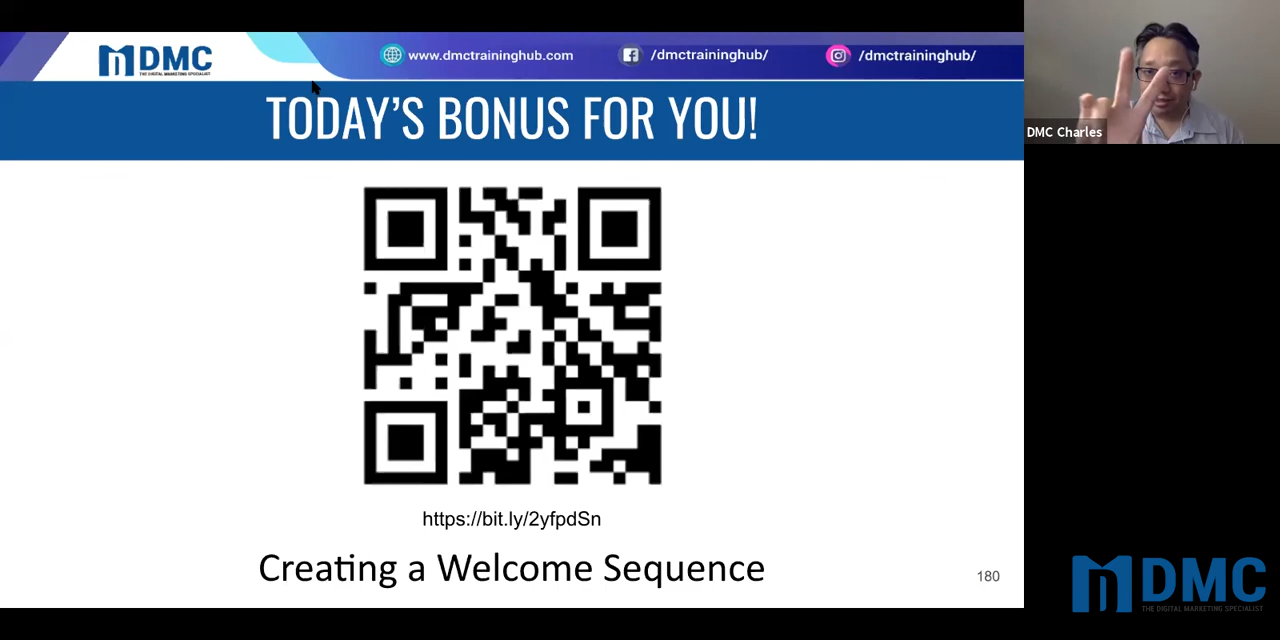 DMC
THE DIGITAL MARKETING SPECIALIST
www.dmctraininghub.com
/dmctraininghub/
/dmctraininghub/
TODAY'S BONUS FOR YOU!
DMC Charles
https://bit.ly/2yfpdSn
Creating a Welcome Sequence
180
DMC
THE DIGITAL MARKETING SPECIALIST